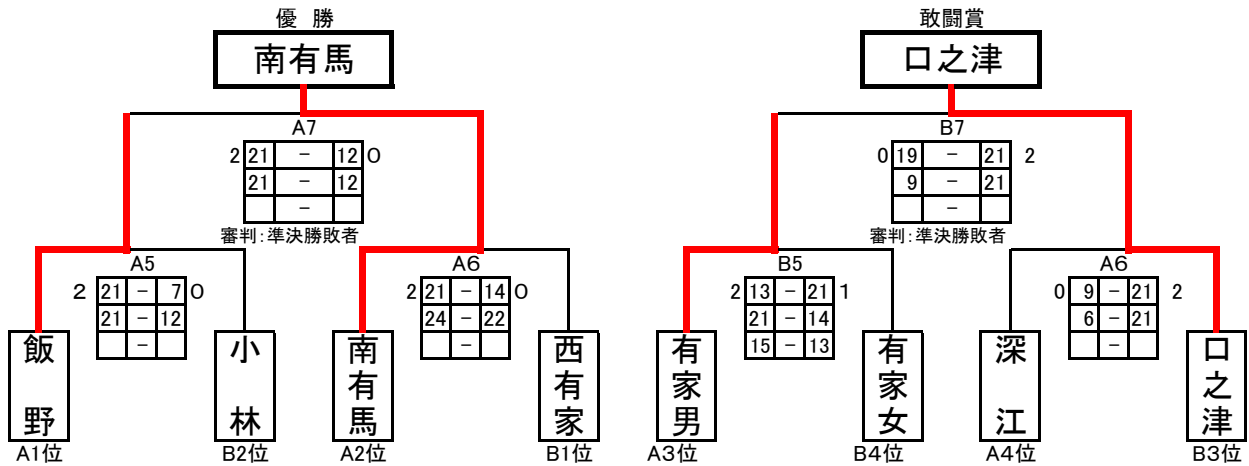 優 勝
南有馬
A7
2 21 - 12 0
21 - 12
-
審判：準決勝敗者
A5
2 21 - 7 0
21 - 12
-
A6
2 21 - 14 0
24 - 22
-
飯野
小林
南有馬
西有家
A1位
B2位
A2位
B1位
敢闘賞
口之津
B7
0 19 - 21 2
9 - 21
-
審判：準決勝敗者
B5
2 13 - 21 1
21 - 14
15 - 13
A6
0 9 - 21 2
6 - 21
-
有家男
有家女
深江
口之津
A3位
B4位
A4位
B3位